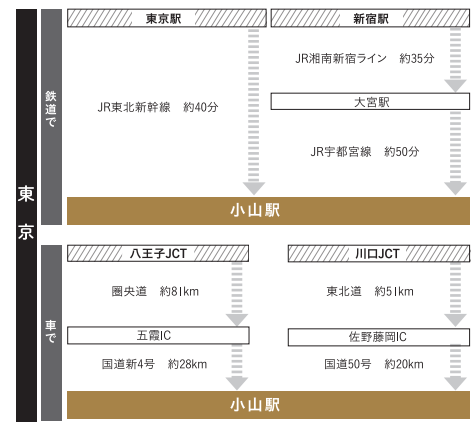 東京
鉄道で
東京駅
JR東北新幹線 約40分
新宿駅
JR湘南新宿ライン 約35分
大宮駅
JR宇都宮線 約50分
小山駅
車で
八王子JCT
圏央道 約81km
五霞IC
国道新4号 約28km
川口JCT
東北道 約51km
佐野藤岡IC
国道50号 約20km
小山駅